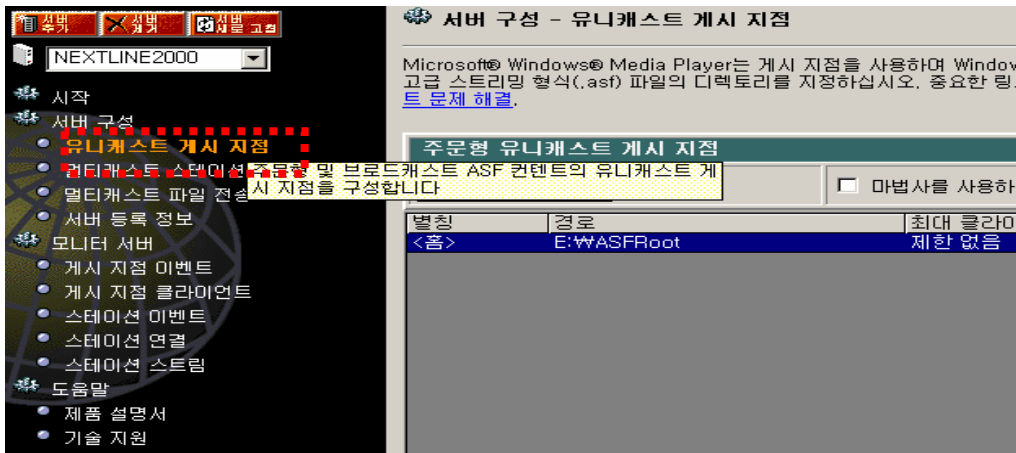 서버 추가
서버 제거
서버를 새로 고침
NEXTLINE2000
시작
서버 구성
유니캐스트 게시 지점
멀티캐스트 스테이션
멀티캐스트 파일 전송
서버 등록 정보
모니터 서버
게시 지점 이벤트
게시 지점 클라이언트
스테이션 이벤트
스테이션 연결
스테이션 스트림
도움말
제품 설명서
기술 지원
주문형 및 브로드캐스트 ASF 컨텐트의 유니캐스트 게
시 지점을 구성합니다
서버 구성 - 유니캐스트 게시 지점
Microsoft® Windows® Media Player는 게시 지점을 사용하며 Window
고급 스트리밍 형식(.asf) 파일의 디렉토리를 지정하십시오. 중요한 링
트 문제 해결.
주문형 유니캐스트 게시 지점
마법사를 사용하
별칭 경로 최대 클라이
<홈> E:₩ASFRoot 제한 없음